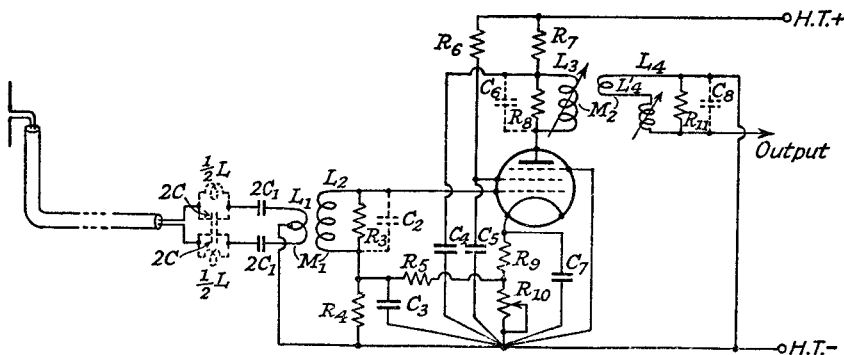 H.T.+
R6
R7
L3
L4
C6
R8
M2
L'4
R11
C8
Output
½L
2C
2C1
L1
L2
2C
2C1
½L
M1
R3
C2
C4
C5
R9
C7
R5
R10
R4
C3
H.T.-